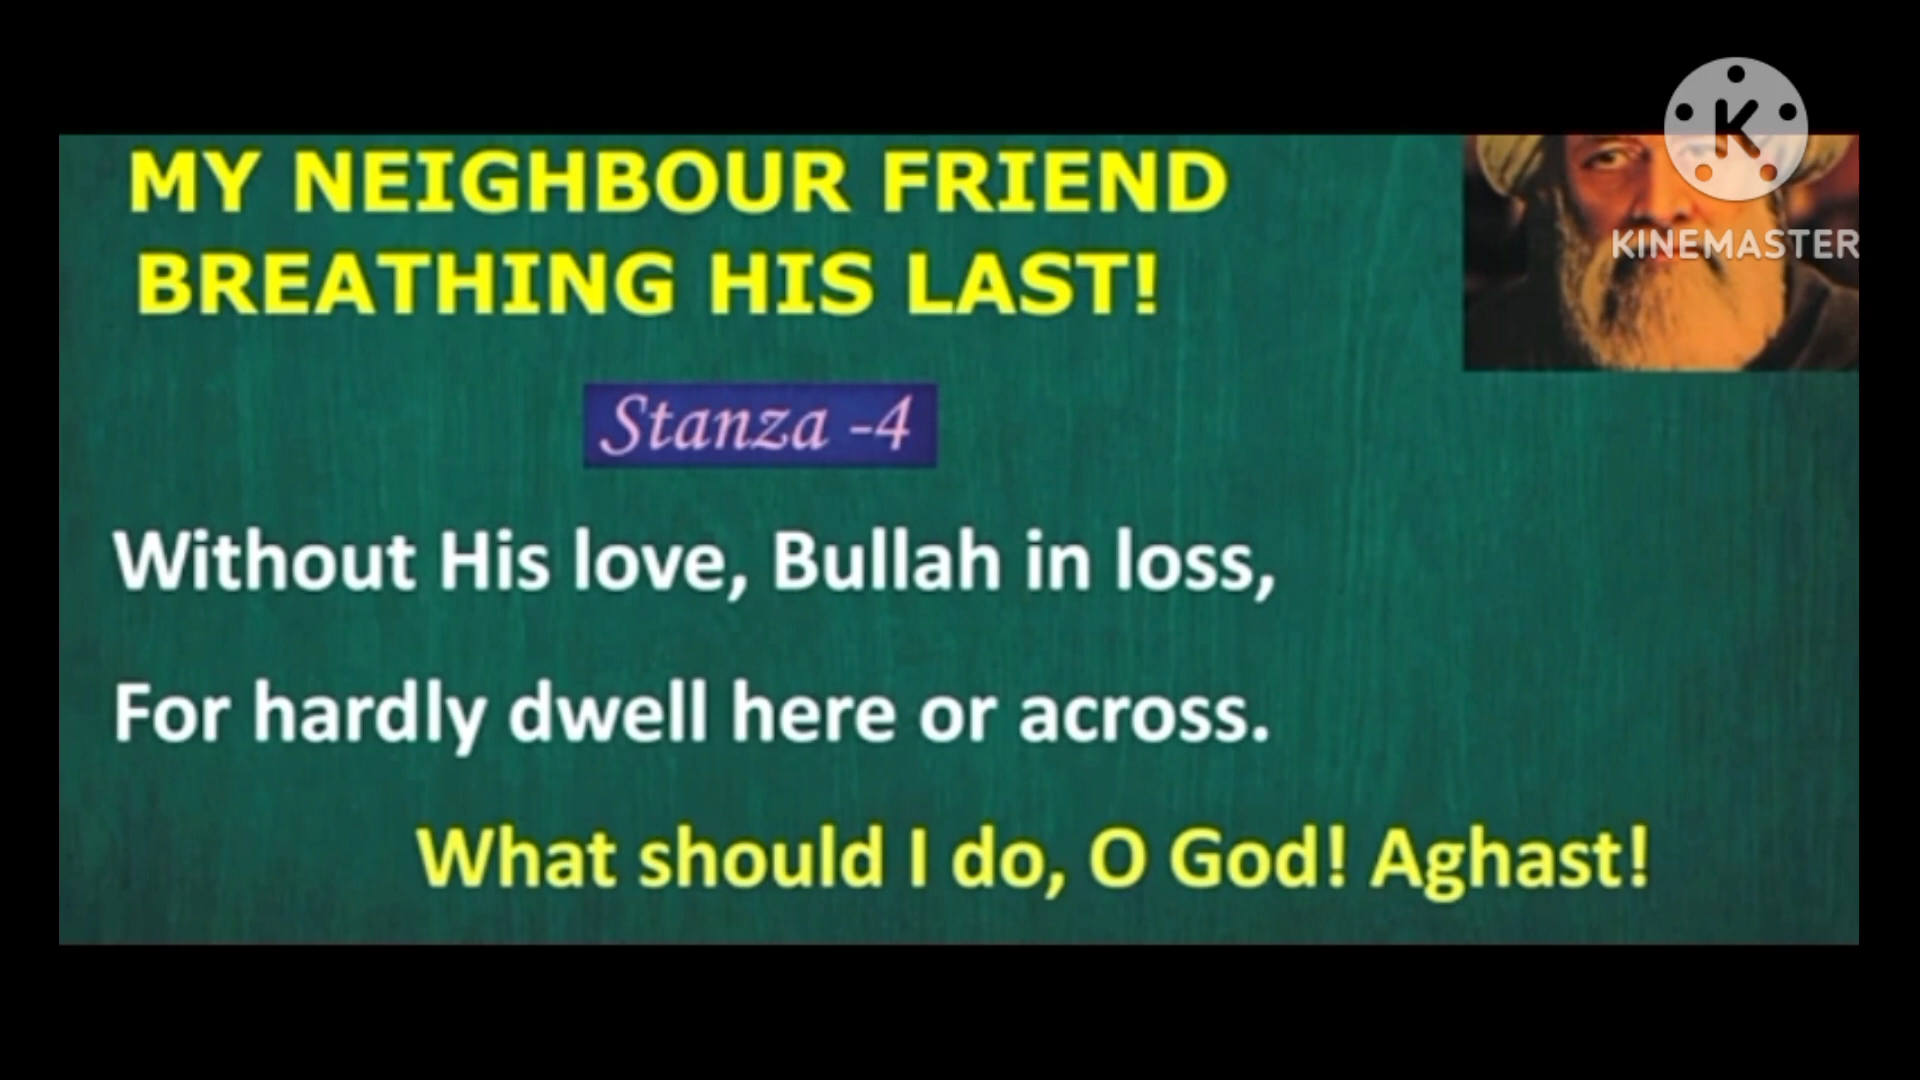 MY NEIGHBOUR FRIEND
BREATHING HIS LAST!
K
KINEMASTER
Stanza -4
Without His love, Bullah in loss,
For hardly dwell here or across.
What should I do, O God! Aghast!